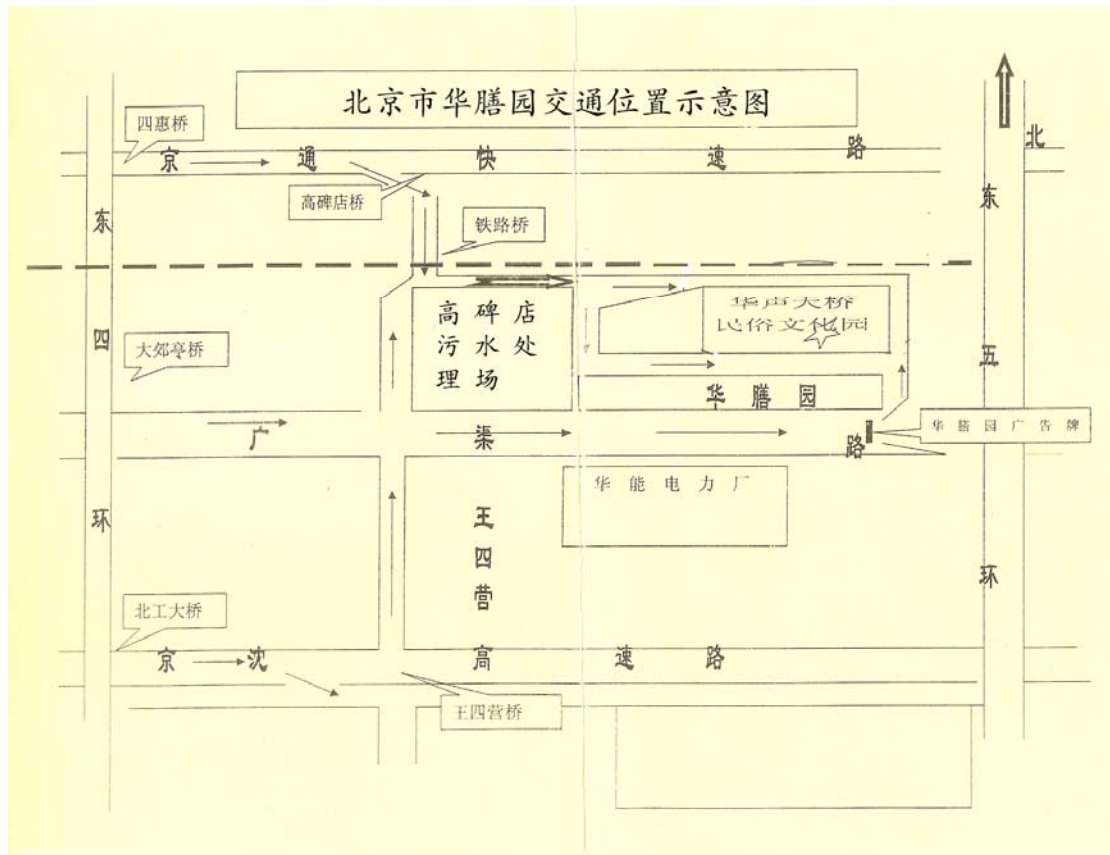 北京市华膳园交通位置示意图
四惠桥
北
京通快速路
高碑店桥
东四环
东五环
铁路桥
高碑店
污水处
理场
华声天桥
民俗文化园
大郊亭桥
华膳园
华膳园广告牌
广渠路
华能电力厂
王四营
北工大桥
京沈高速路
王四营桥